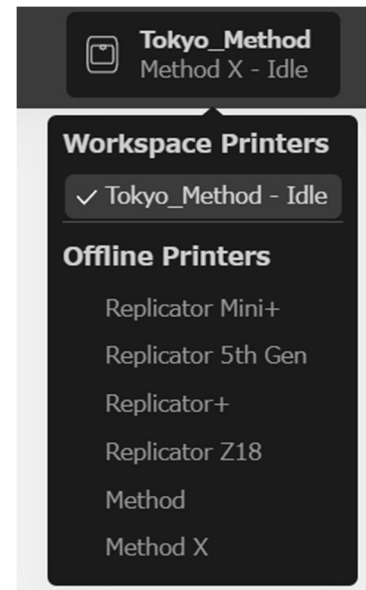 Tokyo_Method
Method X - Idle
Workspace Printers
Tokyo_Method - Idle
Offline Printers
Replicator Mini+
Replicator 5th Gen
Replicator+
Replicator Z18
Method
Method X